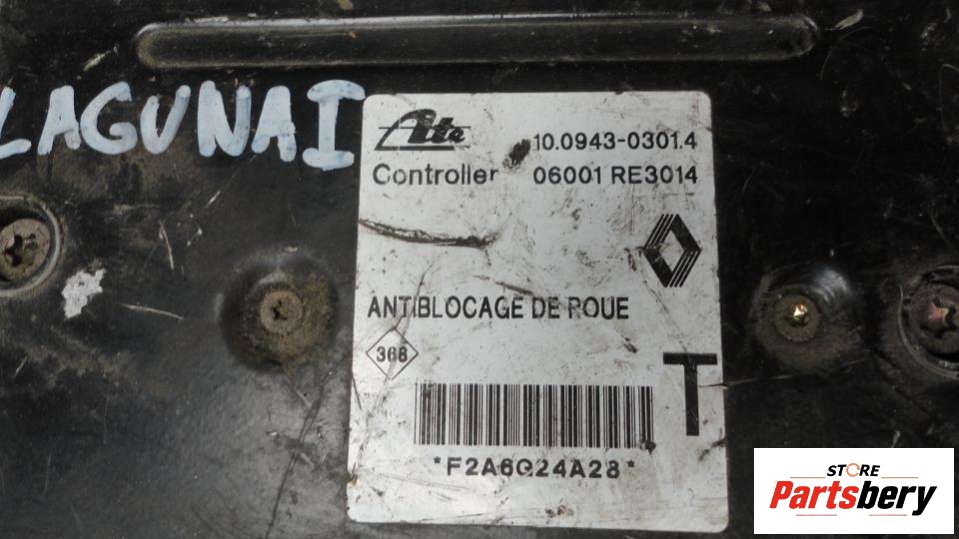 LAGUNA I
Ate 10.0943-0301.4
Controller 06001 RE3014
ANTIBLOCAGE DE ROUE
368
T
*F2A6G24A28*
STORE
Partsbery